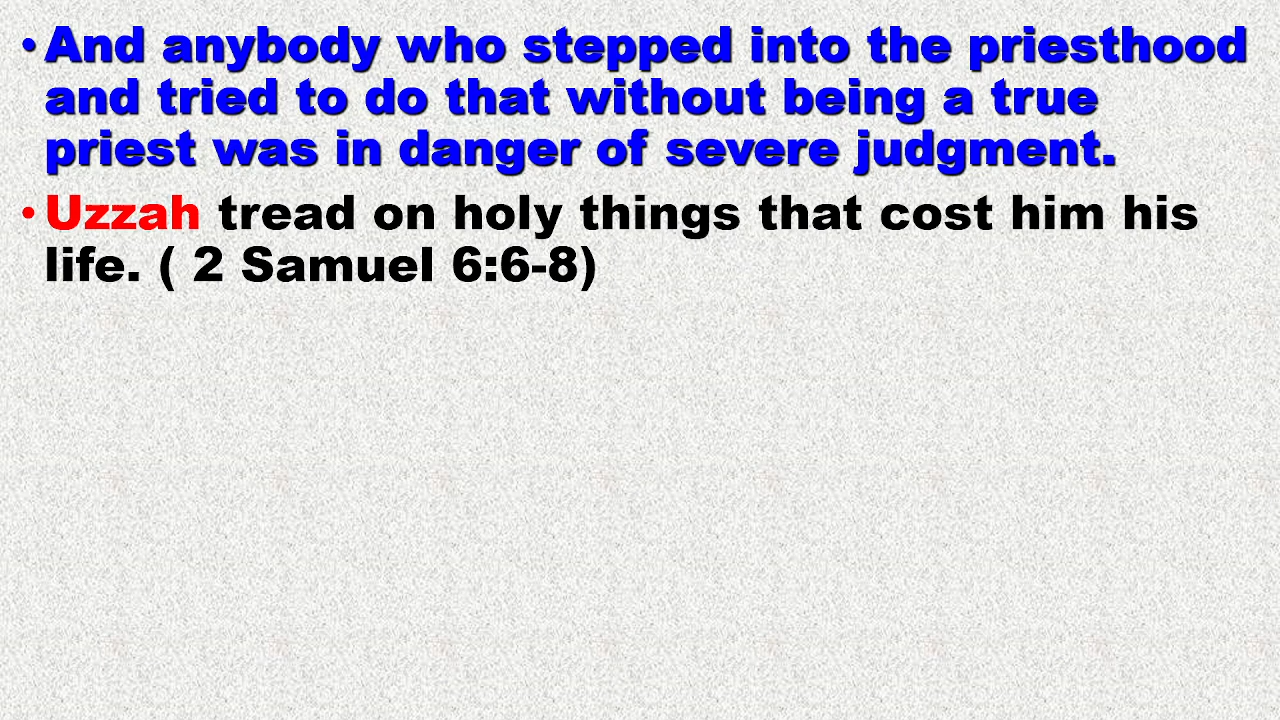 • And anybody who stepped into the priesthood
and tried to do that without being a true
priest was in danger of severe judgment.
• Uzzah tread on holy things that cost him his
life. ( 2 Samuel 6:6-8)